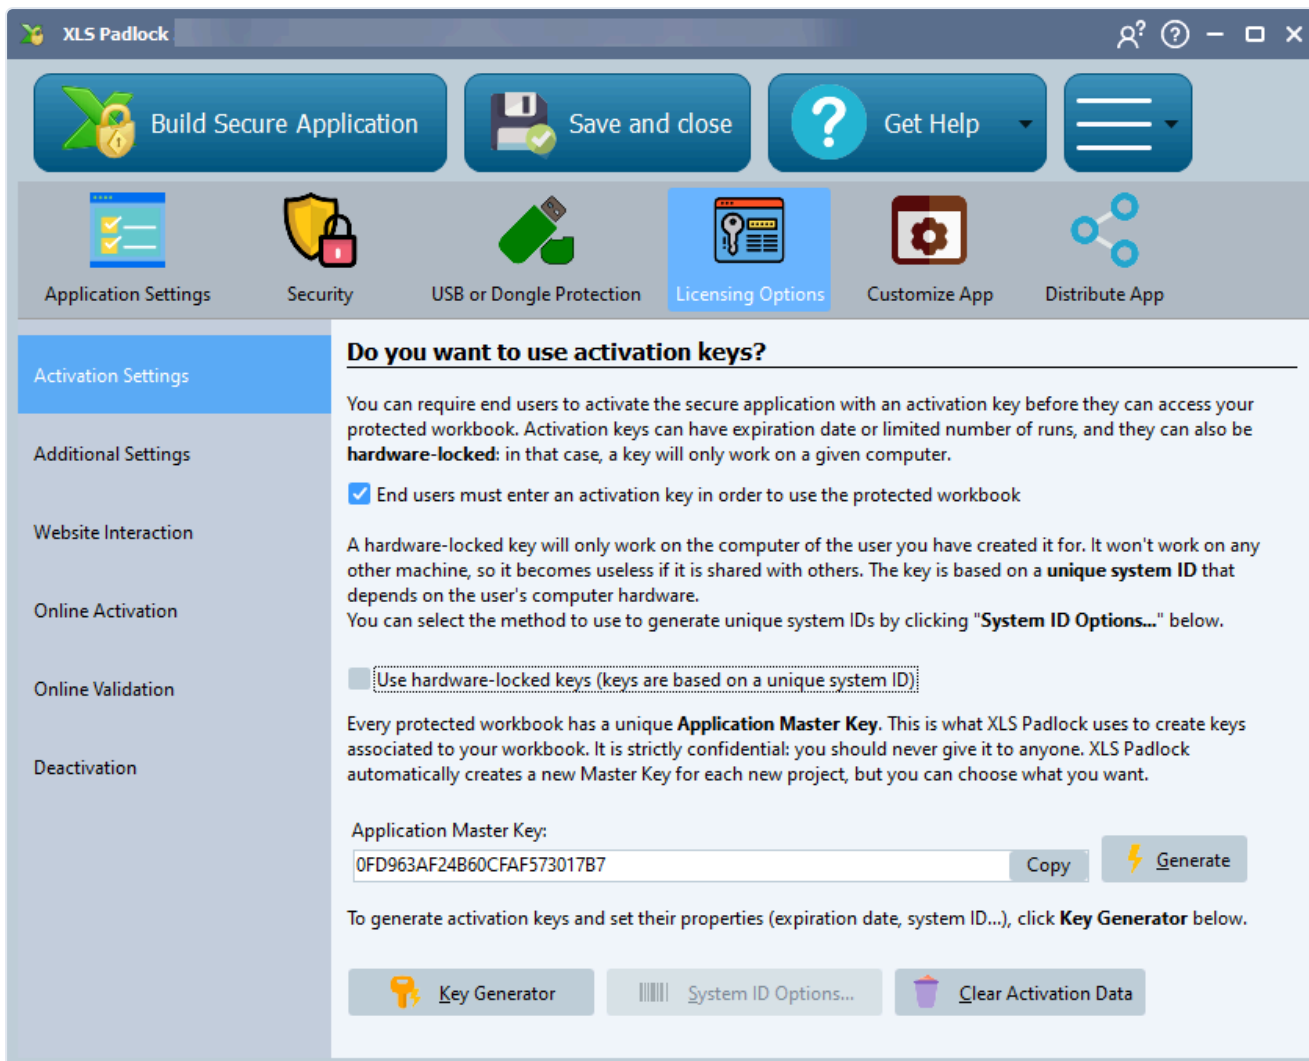 XLS Padlock
Build Secure Application
Save and close
Get Help
Application Settings
Security
USB or Dongle Protection
Licensing Options
Customize App
Distribute App
Activation Settings
Additional Settings
Website Interaction
Online Activation
Online Validation
Deactivation
Do you want to use activation keys?
You can require end users to activate the secure application with an activation key before they can access your
protected workbook. Activation keys can have expiration date or limited number of runs, and they can also be
hardware-locked: in that case, a key will only work on a given computer.
End users must enter an activation key in order to use the protected workbook
A hardware-locked key will only work on the computer of the user you have created it for. It won't work on any
other machine, so it becomes useless if it is shared with others. The key is based on a unique system ID that
depends on the user's computer hardware.
You can select the method to use to generate unique system IDs by clicking "System ID Options..." below.
Use hardware-locked keys (keys are based on a unique system ID)
Every protected workbook has a unique Application Master Key. This is what XLS Padlock uses to create keys
associated to your workbook. It is strictly confidential: you should never give it to anyone. XLS Padlock
automatically creates a new Master Key for each new project, but you can choose what you want.
Application Master Key:
0FD963AF24B60CFAF573017B7
Copy
Generate
To generate activation keys and set their properties (expiration date, system ID...), click Key Generator below.
Key Generator
System ID Options...
Clear Activation Data